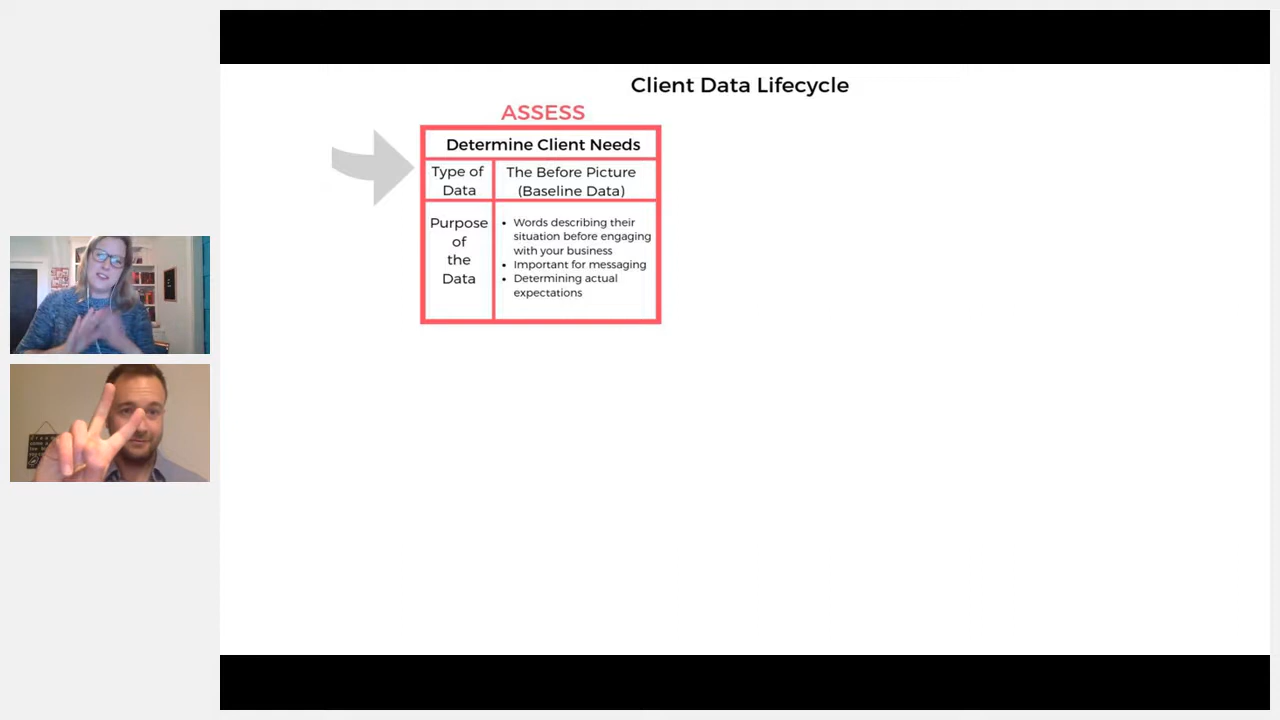 Client Data Lifecycle
ASSESS
Determine Client Needs
Type of
Data
The Before Picture
(Baseline Data)
Purpose
of
the
Data
• Words describing their
situation before engaging
with your business
• Important for messaging
• Determining actual
expectations